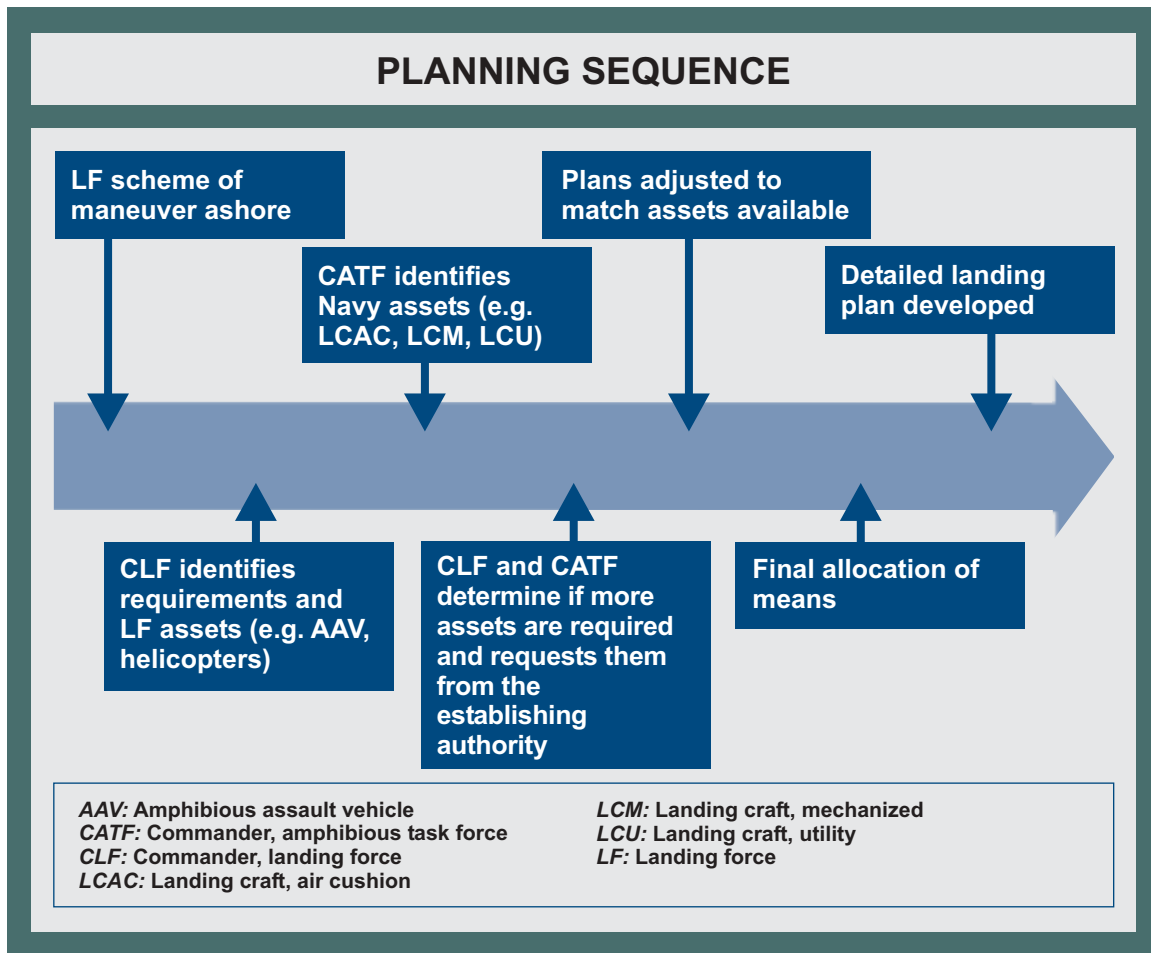 PLANNING SEQUENCE
LF scheme of
maneuver ashore
CLF identifies
requirements and
LF assets (e.g. AAV,
helicopters)
CATF identifies
Navy assets (e.g.
LCAC, LCM, LCU)
CLF and CATF
determine if more
assets are required
and requests them
from the
establishing
authority
Plans adjusted to
match assets available
Final allocation of
means
Detailed landing
plan developed
AAV: Amphibious assault vehicle
CATF: Commander, amphibious task force
CLF: Commander, landing force
LCAC: Landing craft, air cushion
LCM: Landing craft, mechanized
LCU: Landing craft, utility
LF: Landing force